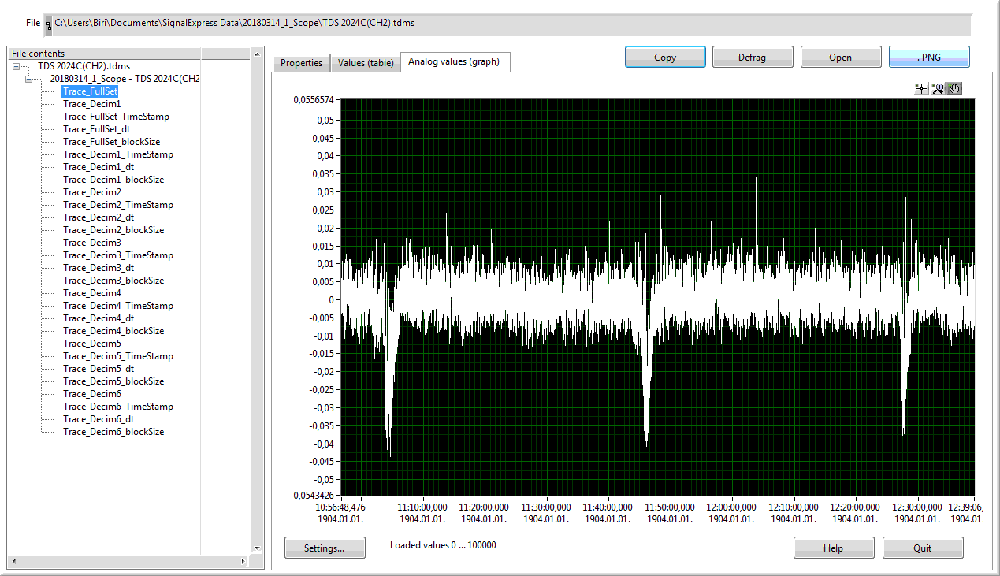 File C:\Users\Biri\Documents\SignalExpress Data\20180314_1_Scope\TDS 2024C(CH2).tdms
File contents
TDS 2024C(CH2).tdms
20180314_1_Scope - TDS 2024C(CH2
Trace_FullSet
Trace_Decim1
Trace_FullSet_TimeStamp
Trace_FullSet_dt
Trace_FullSet_blockSize
Trace_Decim1_TimeStamp
Trace_Decim1_dt
Trace_Decim1_blockSize
Trace_Decim2
Trace_Decim2_TimeStamp
Trace_Decim2_dt
Trace_Decim2_blockSize
Trace_Decim3
Trace_Decim3_TimeStamp
Trace_Decim3_dt
Trace_Decim3_blockSize
Trace_Decim4
Trace_Decim4_TimeStamp
Trace_Decim4_dt
Trace_Decim4_blockSize
Trace_Decim5
Trace_Decim5_TimeStamp
Trace_Decim5_dt
Trace_Decim5_blockSize
Trace_Decim6
Trace_Decim6_TimeStamp
Trace_Decim6_dt
Trace_Decim6_blockSize
Properties Values (table) Analog values (graph)
Copy Defrag Open . PNG
0,0556574
0,05
0,045
0,04
0,035
0,03
0,025
0,02
0,015
0,01
0,005
0
-0,005
-0,01
-0,015
-0,02
-0,025
-0,03
-0,035
-0,04
-0,045
-0,05
-0,0543426
10:56:48,476 11:10:00,000 11:20:00,000 11:30:00,000 11:40:00,000 11:50:00,000 12:00:00,000 12:10:00,000 12:20:00,000 12:30:00,000 12:39:06,
1904.01.01. 1904.01.01. 1904.01.01. 1904.01.01. 1904.01.01. 1904.01.01. 1904.01.01. 1904.01.01. 1904.01.01. 1904.01.01. 1904.01
Settings... Loaded values 0 ... 100000 Help Quit